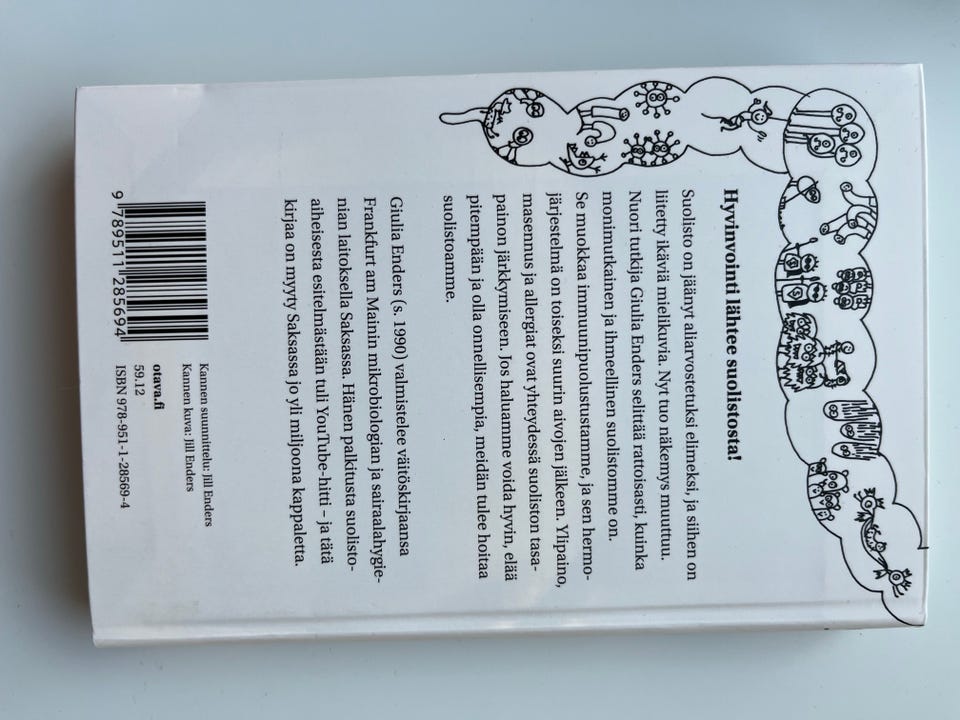 Hyvinvointi lähtee suolistosta!
Suolisto on jäänyt aliarvostetuksi elimeksi, ja siihen on
liitetty ikäviä mielikuvia. Nyt tuo näkemys muuttuu.
Nuori tutkija Giulia Enders selittää rattoisasti, kuinka
monimutkainen ja ihmeellinen suolistomme on.
Se muokkaa immuunipuolustustamme, ja sen hermo-
järjestelmä on toiseksi suurin aivojen jälkeen. Ylipaino,
masennus ja allergiat ovat yhteydessä suoliston tasa-
painon järkkymiseen. Jos haluamme voida hyvin, elää
pitempään ja olla onnellisempia, meidän tulee hoitaa
suolistoamme.
Giulia Enders (s. 1990) valmistelee väitöskirjaansa
Frankfurt am Mainin mikrobiologian ja sairaalahygie-
nian laitoksella Saksassa. Hänen palkitusta suolisto-
aiheisesta esitelmästään tuli YouTube-hitti – ja tätä
kirjaa on myyty Saksassa jo yli miljoona kappaletta.
Kannen suunnittelu: Jill Enders
Kannen kuva: Jill Enders
otava.fi
59.12
ISBN 978-951-1-28569-4
9 789511 285694